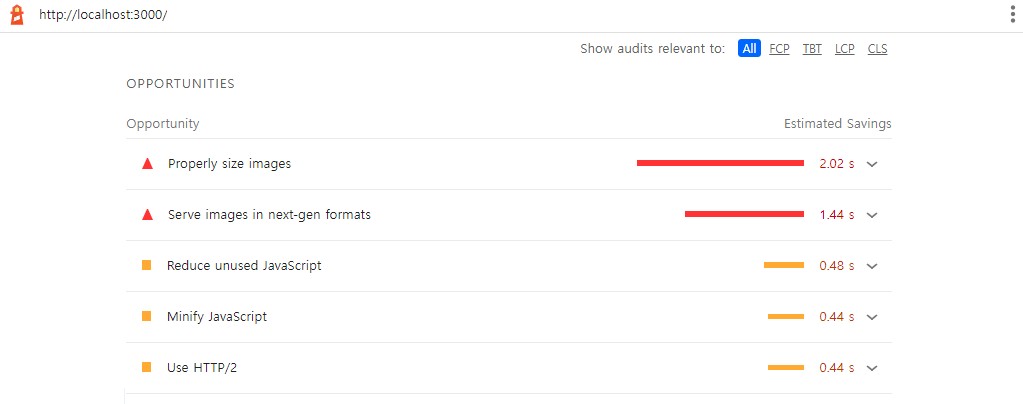 http://localhost:3000/
Show audits relevant to: All FCP TBT LCP CLS
OPPORTUNITIES
Opportunity Estimated Savings
Properly size images 2.02 s
Serve images in next-gen formats 1.44 s
Reduce unused JavaScript 0.48 s
Minify JavaScript 0.44 s
Use HTTP/2 0.44 s